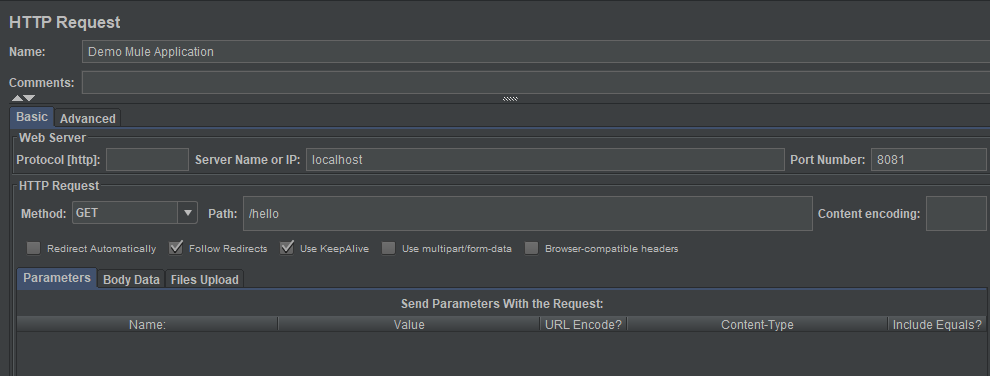 HTTP Request
Name: Demo Mule Application
Comments:
Basic Advanced
Web Server
Protocol [http]: Server Name or IP: localhost Port Number: 8081
HTTP Request
Method: GET Path: /hello Content encoding:
Redirect Automatically Follow Redirects Use KeepAlive Use multipart/form-data Browser-compatible headers
Parameters Body Data Files Upload
Send Parameters With the Request:
Name: Value URL Encode? Content-Type Include Equals?